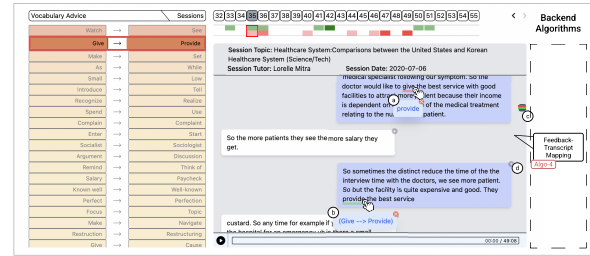 Vocabulary Advice Sessions
32 33 34 35 36 37 38 39 40 41 42 43 44 45 46 47 48 49 50 51 52 53 54 55
< >
Backend
Algorithms
Watch → See
Give → Provide
Make → Set
As → While
Small → Low
Introduce → Tell
Recognize → Realize
Spend → Use
Complain → Complaint
Enter → Start
Socialist → Sociologist
Argument → Discussion
Remind → Think of
Salary → Paycheck
Known well → Well-known
Perfect → Perfection
Focus → Topic
Make → Navigate
Restruction → Restructuring
Give → Cause
Session Topic: Healthcare System:Comparisons between the United States and Korean
Healthcare System (Science/Tech)
Session Tutor: Lorelle Mitra Session Date: 2020-07-06
medical specialist following our symptom. So the
doctor would like to give the best service with good
facilities to attract more patient because their income
is dependent on of the medical treatment
relating to the patient.
a
provide
So the more patients they see the more salary they
get.
So sometimes the distinct reduce the time of the the
interview time with the doctors, we see more patient.
So but the facility is quite expensive and good. They
provide the best service
b
(Give --> Provide)
custard. So any time for example if
the hospital for an emergency
00:00 / 49:08
c
d
Feedback-
Transcript
Mapping
Algo-4